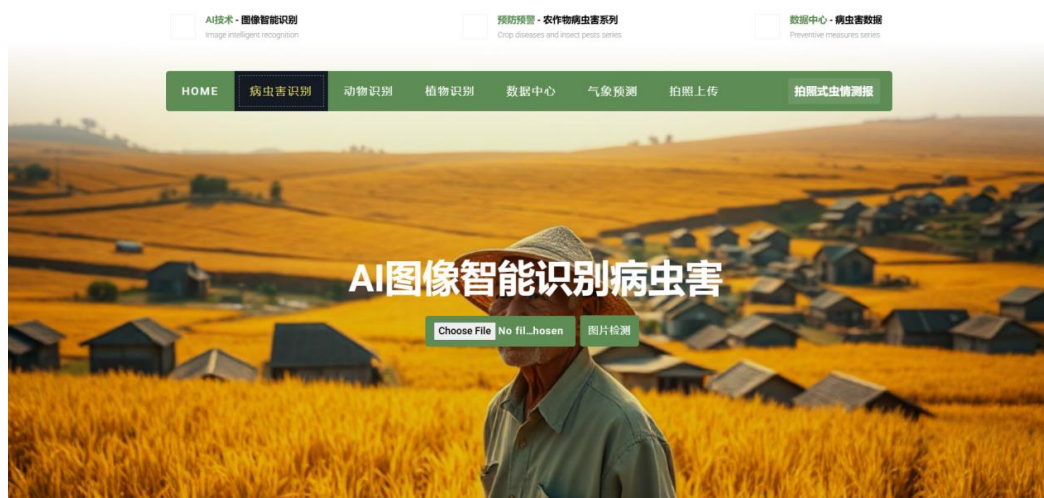 AI技术 - 图像智能识别
Image intelligent recognition
预防预警 - 农作物病虫害系列
Crop diseases and insect pests series
数据中心 - 病虫害数据
Preventive measures series
HOME 病虫害识别 动物识别 植物识别 数据中心 气象预测 拍照上传 拍照式虫情测报
AI图像智能识别病虫害
Choose File No fil...hosen 图片检测